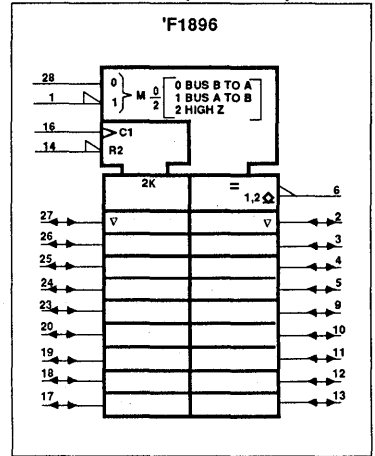 'F1896
28 0 } M 0/2 [ 0 BUS B TO A
1 1 1 BUS A TO B
2 HIGH Z
16 C1
14 R2
2K =
1,2 6
27 ▽ ▽ 2
26 3
25 4
24 5
23 9
20 10
19 11
18 12
17 13